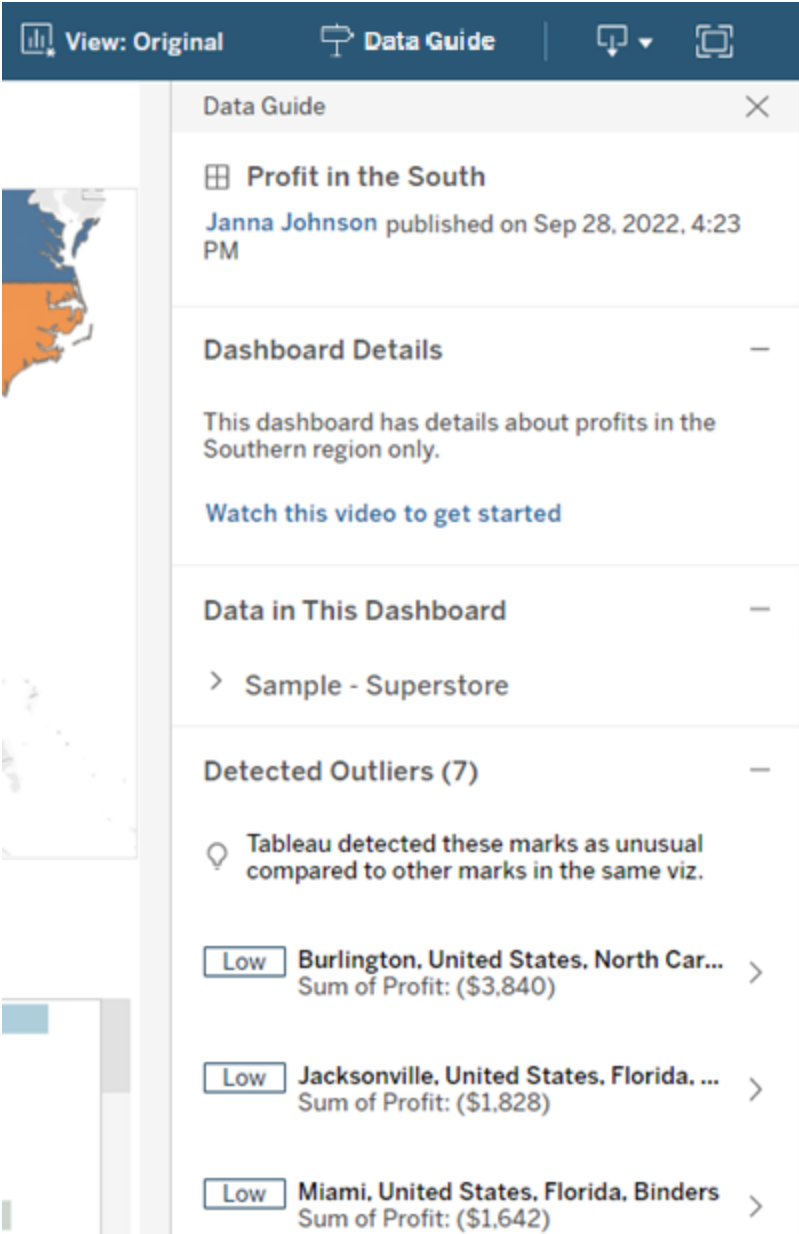 View: Original Data Guide
Data Guide
Profit in the South
Janna Johnson published on Sep 28, 2022, 4:23
PM
Dashboard Details
This dashboard has details about profits in the
Southern region only.
Watch this video to get started
Data in This Dashboard
Sample - Superstore
Detected Outliers (7)
Tableau detected these marks as unusual
compared to other marks in the same viz.
Low Burlington, United States, North Car...
Sum of Profit: ($3,840)
Low Jacksonville, United States, Florida, ...
Sum of Profit: ($1,828)
Low Miami, United States, Florida, Binders
Sum of Profit: ($1,642)